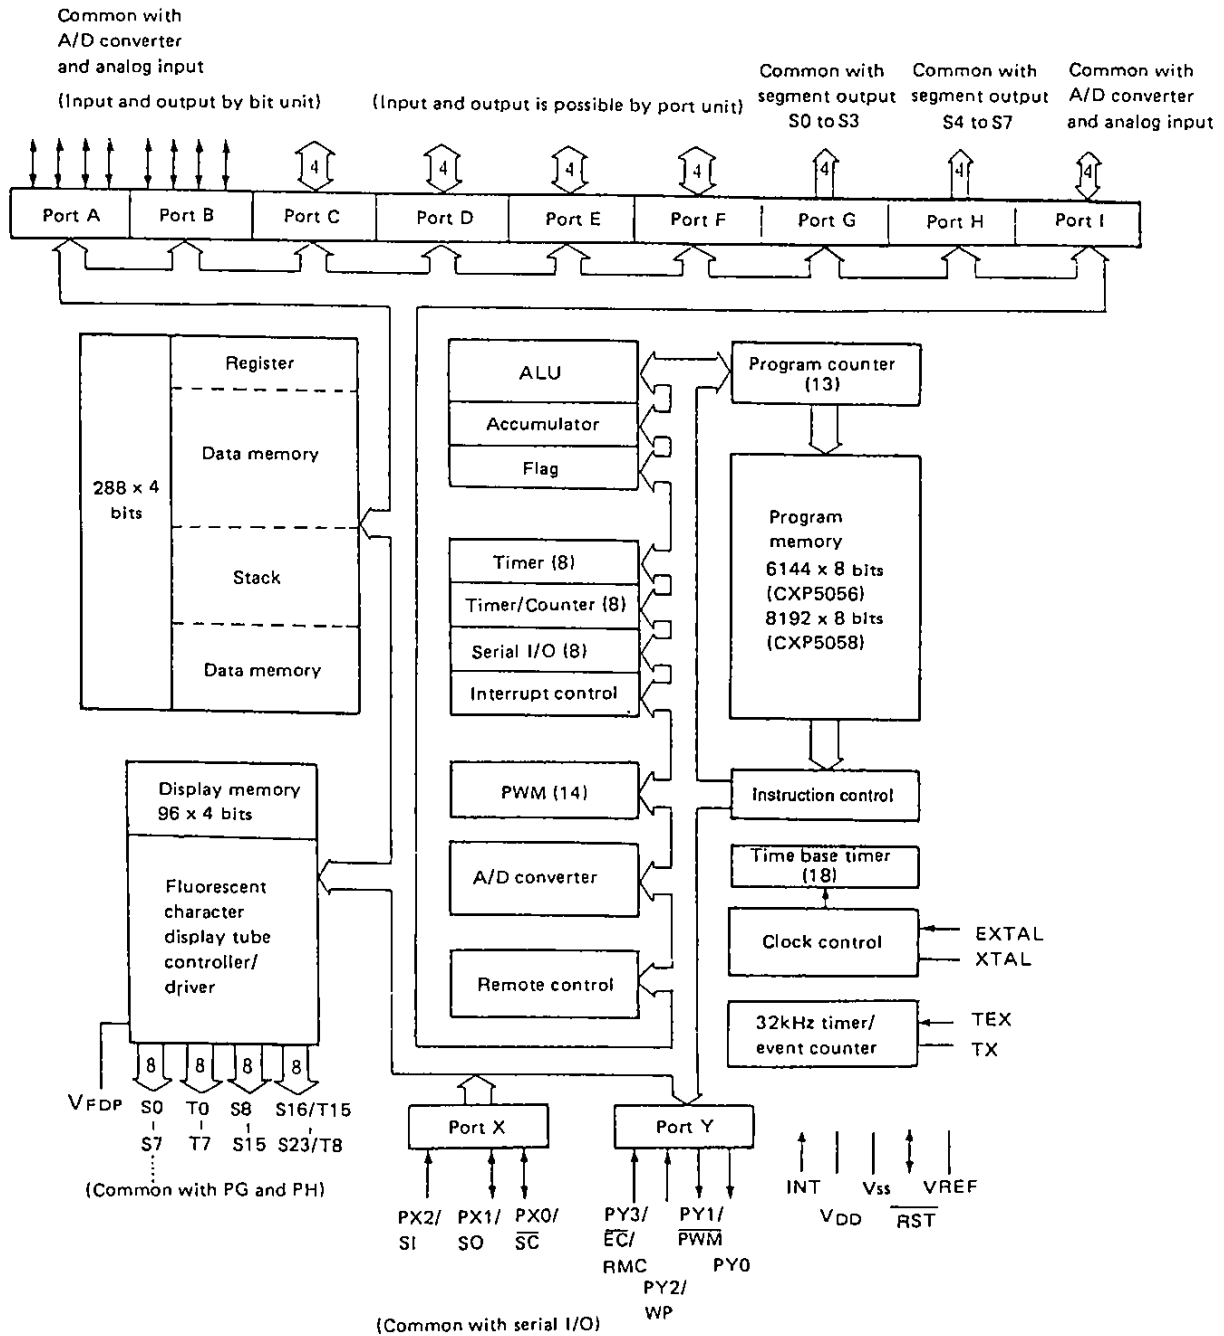 Common with
A/D converter
and analog input
(Input and output by bit unit)
(Input and output is possible by port unit)
Common with
segment output
S0 to S3
Common with
segment output
S4 to S7
Common with
A/D converter
and analog input
4
4
4
4
4
4
4
Port A
Port B
Port C
Port D
Port E
Port F
Port G
Port H
Port I
288 x 4
bits
Register
Data memory
Stack
Data memory
ALU
Accumulator
Flag
Timer (8)
Timer/Counter (8)
Serial I/O (8)
Interrupt control
PWM (14)
A/D converter
Remote control
Program counter
(13)
Program
memory
6144 x 8 bits
(CXP5056)
8192 x 8 bits
(CXP5058)
Instruction control
Time base timer
(18)
Clock control
EXTAL
XTAL
32kHz timer/
event counter
TEX
TX
Display memory
96 x 4 bits
Fluorescent
character
display tube
controller/
driver
8
8
8
8
VFDP
S0
S7
T0
T7
S8
S15
S16/T15
S23/T8
(Common with PG and PH)
Port X
Port Y
PX2/
SI
PX1/
SO
PX0/
SC
PY3/
EC/
RMC
PY2/
WP
PY1/
PWM
PY0
INT
VDD
Vss
RST
VREF
(Common with serial I/O)